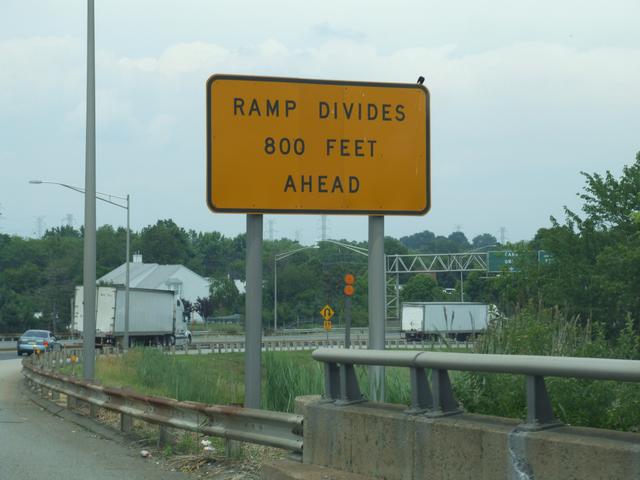 RAMP DIVIDES
800 FEET
AHEAD